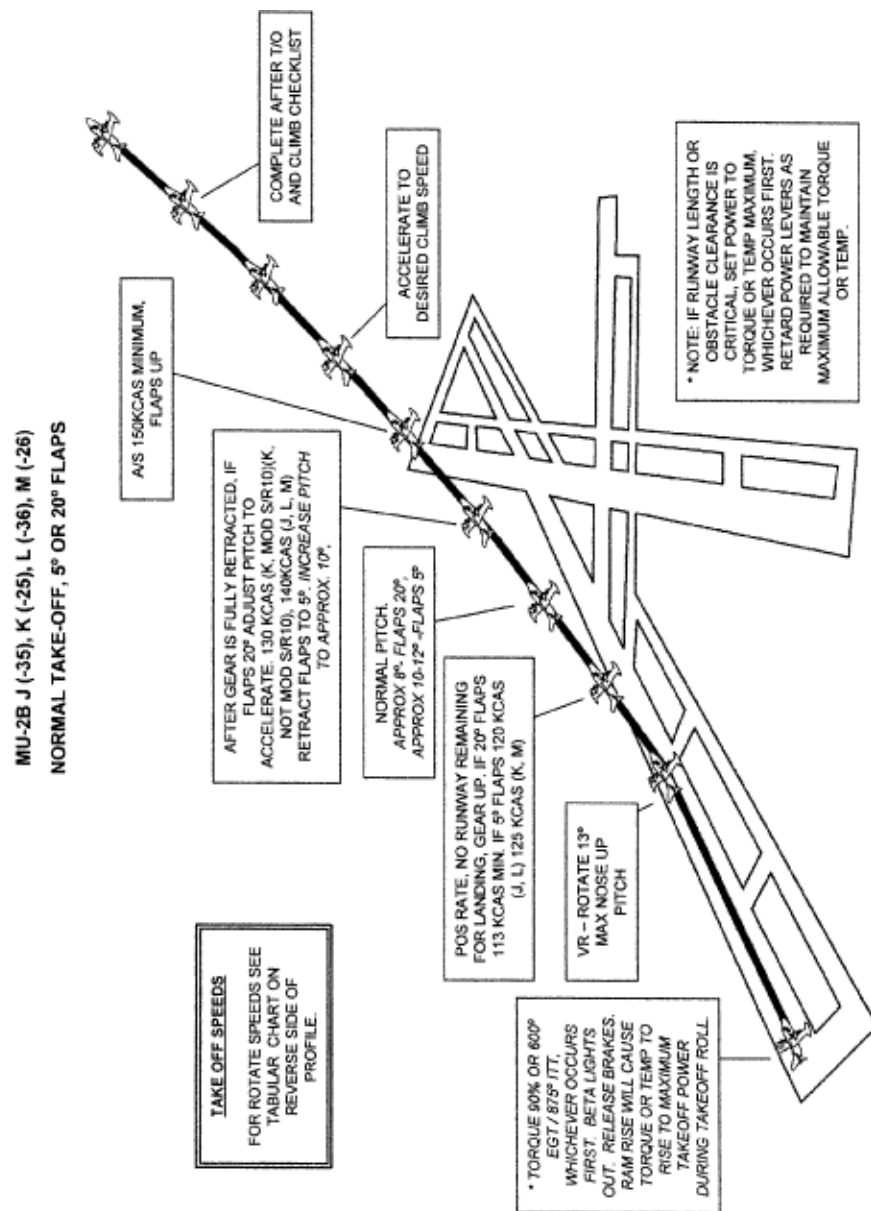 MU-2B J (-35), K (-25), L (-36), M (-26)
NORMAL TAKE-OFF, 5º OR 20º FLAPS
TAKE OFF SPEEDS
FOR ROTATE SPEEDS SEE
TABULAR CHART ON
REVERSE SIDE OF
PROFILE.
* TORQUE 90% OR 600º
EGT / 875º ITT,
WHICHEVER OCCURS
FIRST. BETA LIGHTS
OUT. RELEASE BRAKES.
RAM RISE WILL CAUSE
TORQUE OR TEMP TO
RISE TO MAXIMUM
TAKEOFF POWER
DURING TAKEOFF ROLL.
VR – ROTATE 13º
MAX NOSE UP
PITCH
POS RATE, NO RUNWAY REMAINING
FOR LANDING, GEAR UP. IF 20º FLAPS
113 KCAS MIN. IF 5º FLAPS 120 KCAS
(J, L) 125 KCAS (K, M)
NORMAL PITCH.
APPROX 8º- FLAPS 20º,
APPROX 10-12º -FLAPS 5º
AFTER GEAR IS FULLY RETRACTED, IF
FLAPS 20º ADJUST PITCH TO
ACCELERATE. 130 KCAS (K, MOD S/R10)(K,
NOT MOD S/R10), 140KCAS (J, L, M)
RETRACT FLAPS TO 5º. INCREASE PITCH
TO APPROX. 10º.
A/S 150KCAS MINIMUM,
FLAPS UP
ACCELERATE TO
DESIRED CLIMB SPEED
COMPLETE AFTER T/O
AND CLIMB CHECKLIST
* NOTE: IF RUNWAY LENGTH OR
OBSTACLE CLEARANCE IS
CRITICAL, SET POWER TO
TORQUE OR TEMP MAXIMUM,
WHICHEVER OCCURS FIRST.
RETARD POWER LEVERS AS
REQUIRED TO MAINTAIN
MAXIMUM ALLOWABLE TORQUE
OR TEMP.